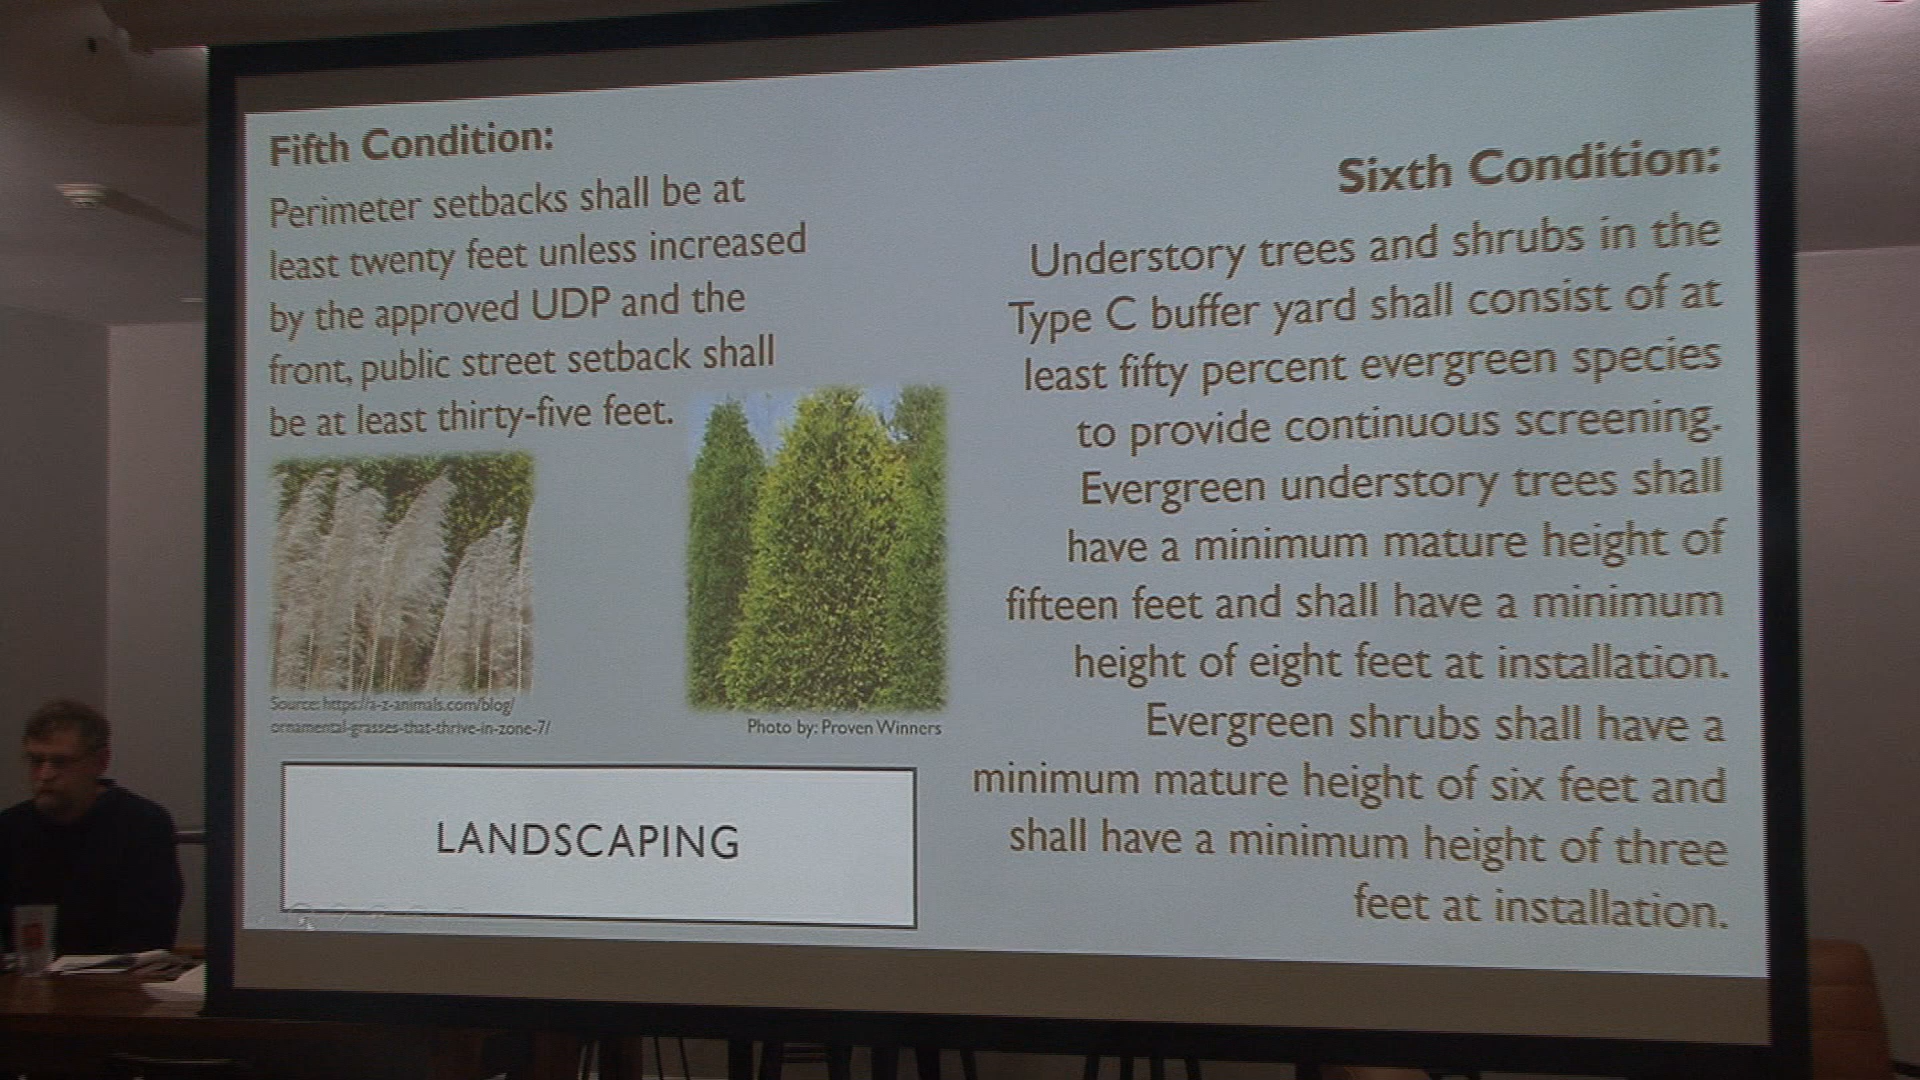 Fifth Condition:
Perimeter setbacks shall be at
least twenty feet unless increased
by the approved UDP and the
front, public street setback shall
be at least thirty-five feet.
Source: https://a-z-animals.com/blog/
ornamental-grasses-that-thrive-in-zone-7/
Photo by: Proven Winners
LANDSCAPING
Sixth Condition:
Understory trees and shrubs in the
Type C buffer yard shall consist of at
least fifty percent evergreen species
to provide continuous screening.
Evergreen understory trees shall
have a minimum mature height of
fifteen feet and shall have a minimum
height of eight feet at installation.
Evergreen shrubs shall have a
minimum mature height of six feet and
shall have a minimum height of three
feet at installation.